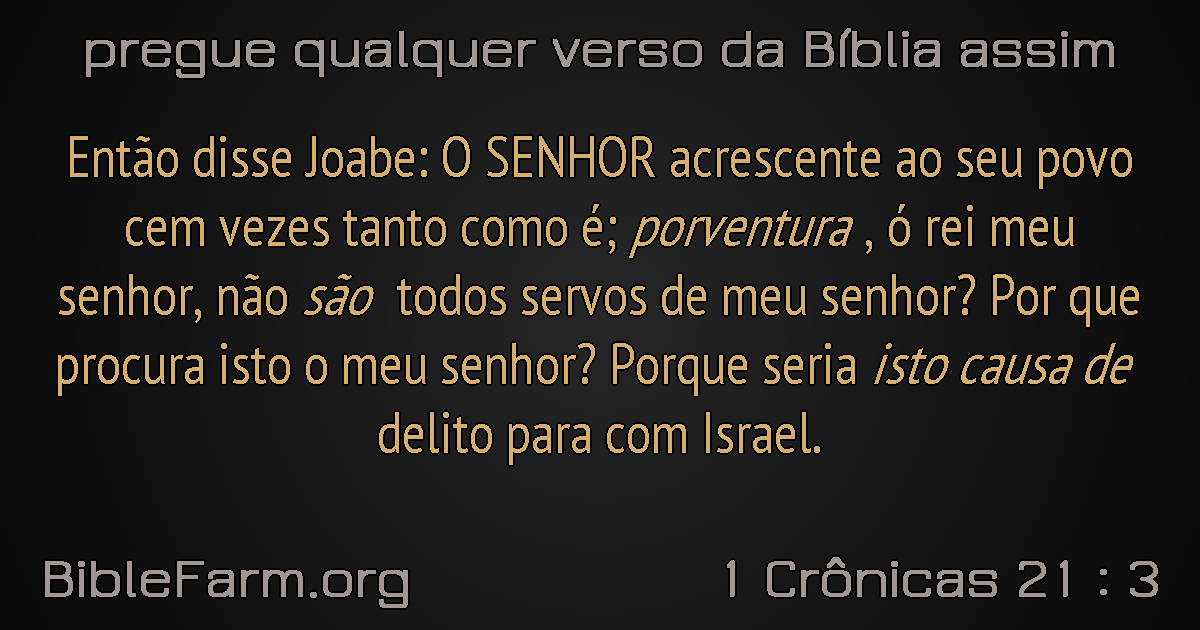 pregue qualquer verso da Bíblia assim
Então disse Joabe: O SENHOR acrescente ao seu povo
cem vezes tanto como é; porventura , ó rei meu
senhor, não são todos servos de meu senhor? Por que
procura isto o meu senhor? Porque seria isto causa de
delito para com Israel.
BibleFarm.org
1 Crônicas 21 : 3